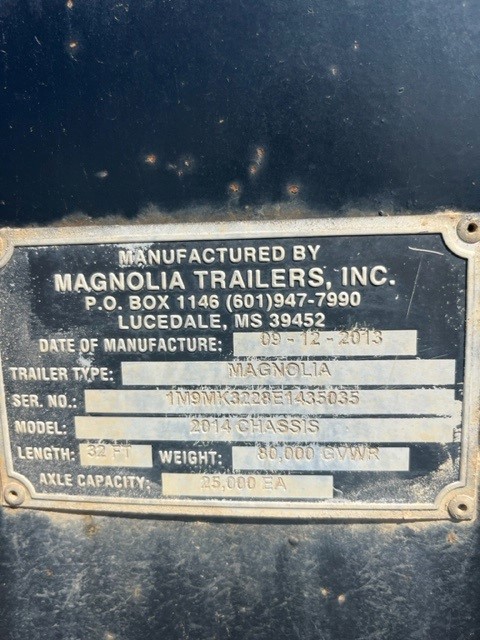 MANUFACTURED BY
MAGNOLIA TRAILERS, INC.
P.O. BOX 1146 (601)947-7990
LUCEDALE, MS 39452
DATE OF MANUFACTURE: 09-12-2013
TRAILER TYPE: MAGNOLIA
SER. NO.: 1M9MK3228E1435035
MODEL: 2014 CHASSIS
LENGTH: 32 FT WEIGHT: 80,000 GVWR
AXLE CAPACITY: 25,000 EA